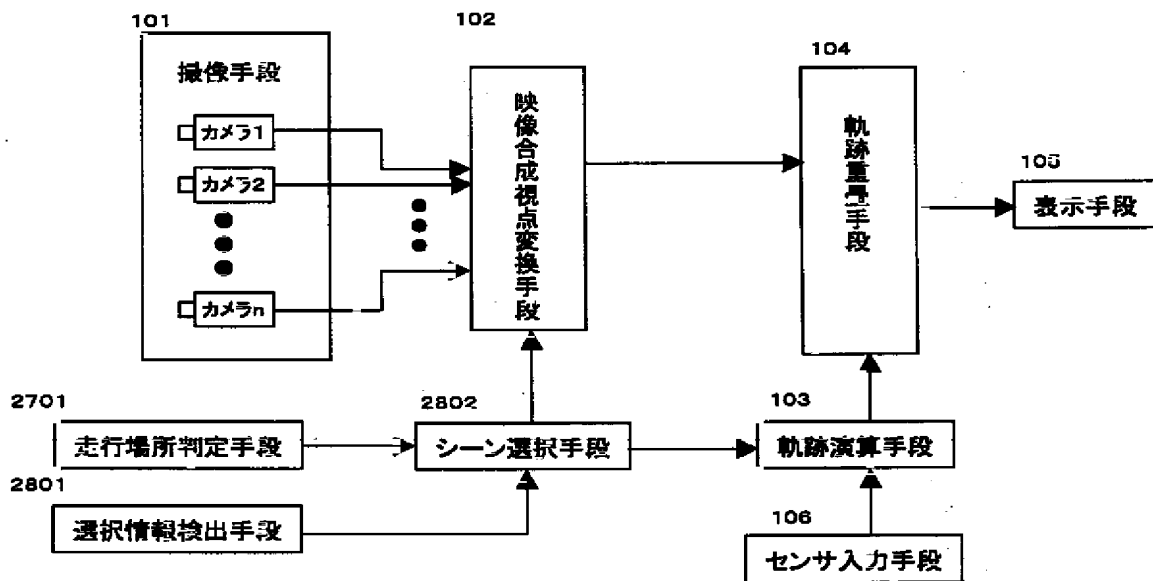 101
撮像手段
カメラ1
カメラ2
カメラn
102
映像合成視点変換手段
104
軌跡重畳手段
105
表示手段
2701
走行場所判定手段
2801
選択情報検出手段
2802
シーン選択手段
103
軌跡演算手段
106
センサ入力手段